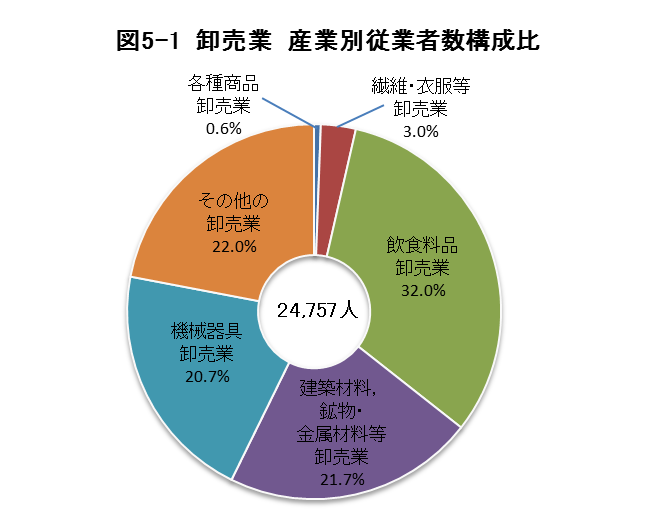 図5-1 卸売業 産業別従業者数構成比
各種商品
卸売業
0.6%
繊維・衣服等
卸売業
3.0%
飲食料品
卸売業
32.0%
建築材料，
鉱物・
金属材料等
卸売業
21.7%
機械器具
卸売業
20.7%
その他の
卸売業
22.0%
24,757人